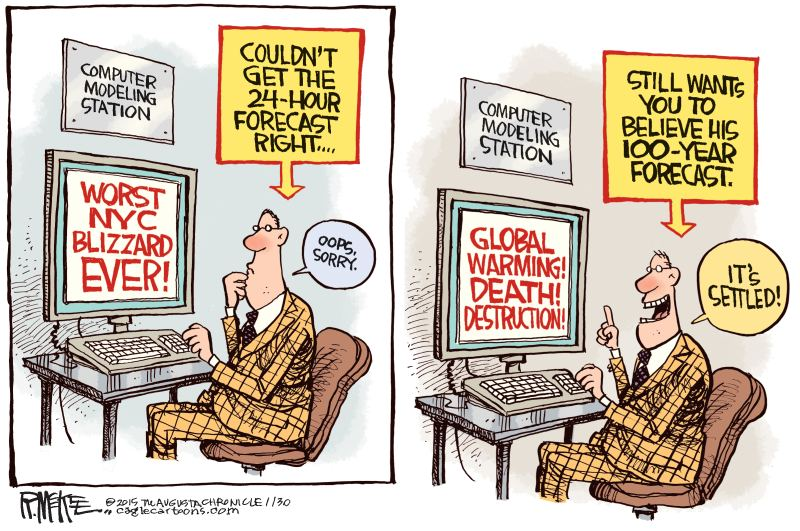 COMPUTER
MODELING
STATION
COULDN'T
GET THE
24-HOUR
FORECAST
RIGHT....
WORST
NYC
BLIZZARD
EVER!
OOPS,
SORRY.
COMPUTER
MODELING
STATION
STILL WANTS
YOU TO
BELIEVE HIS
100-YEAR
FORECAST.
GLOBAL
WARMING!
DEATH!
DESTRUCTION!
IT'S
SETTLED!
©2015 THE AUGUSTA CHRONICLE 1/30
caglecartoons.com